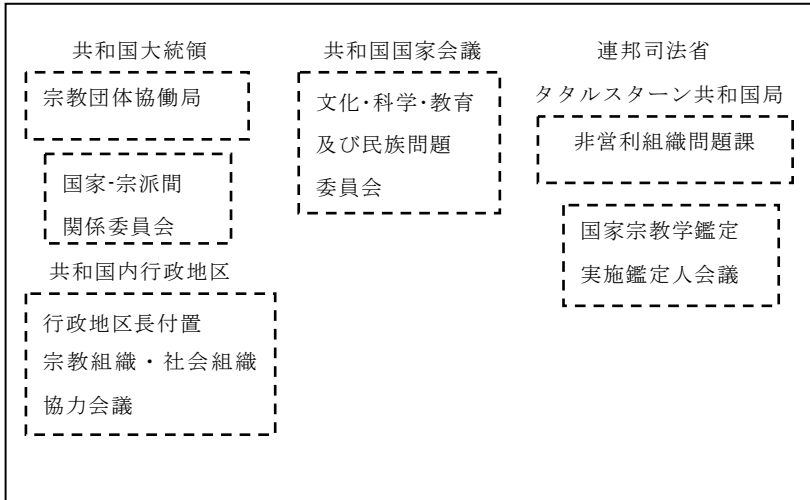 共和国大統領
宗教団体協働局
国家-宗派間
関係委員会
共和国内行政地区
行政地区長付置
宗教組織・社会組織
協力会議
共和国国家会議
文化・科学・教育
及び民族問題
委員会
連邦司法省
タタルスターン共和国局
非営利組織問題課
国家宗教学鑑定
実施鑑定人会議